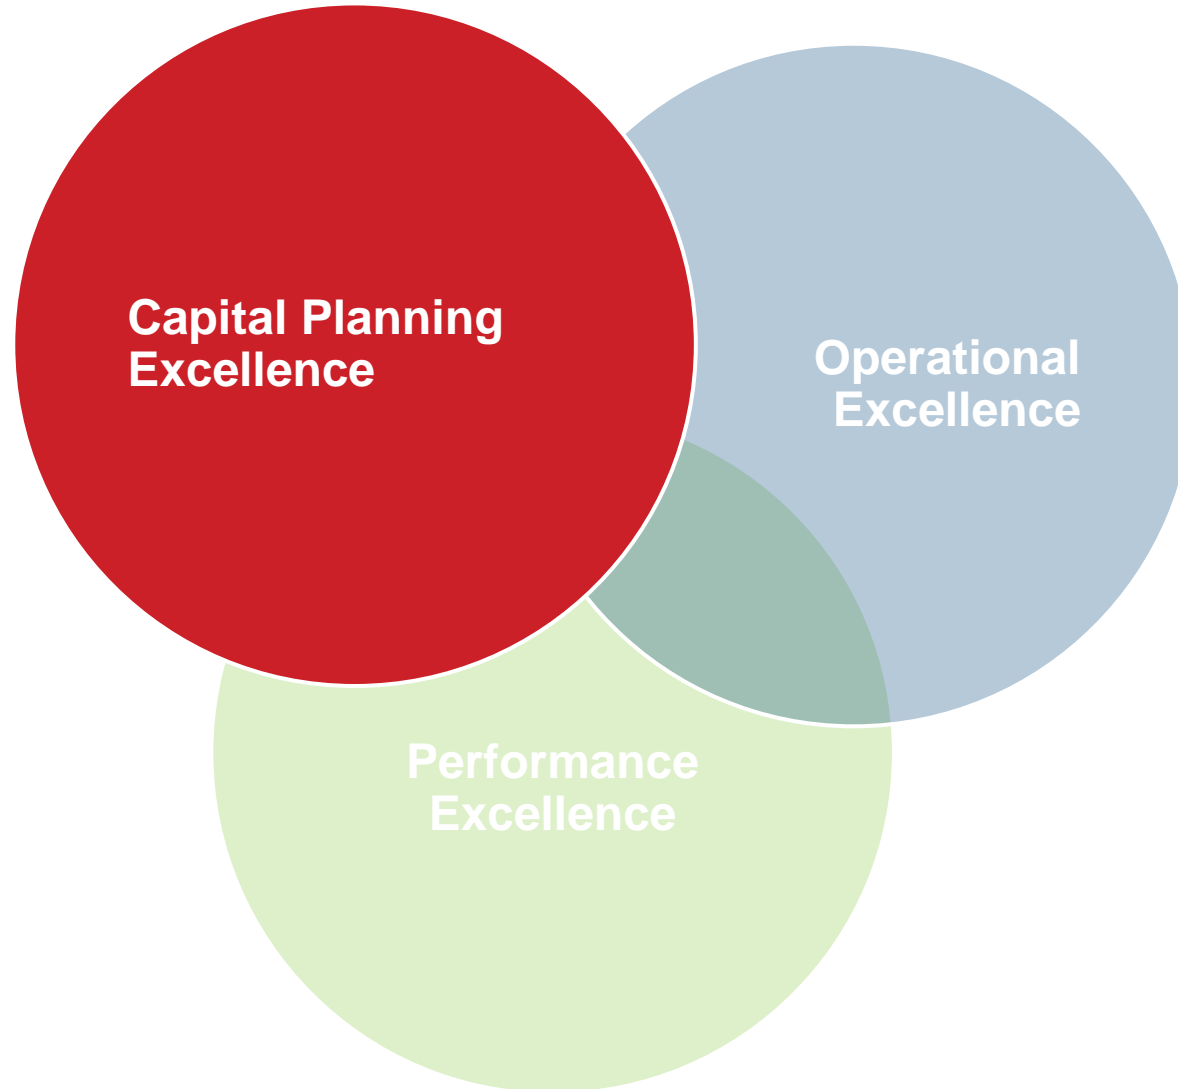 Capital Planning
Excellence
Operational
Excellence
Performance
Excellence